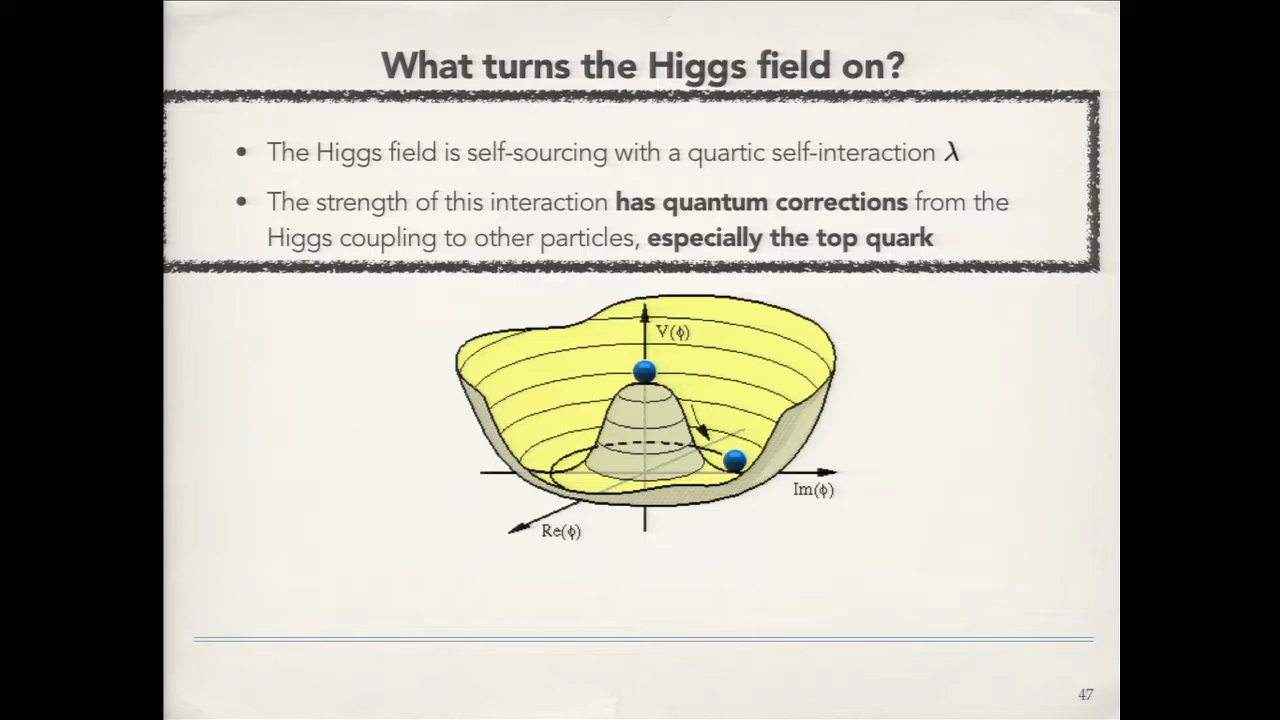 What turns the Higgs field on?
• The Higgs field is self-sourcing with a quartic self-interaction λ
• The strength of this interaction has quantum corrections from the
Higgs coupling to other particles, especially the top quark
V(ϕ)
Im(ϕ)
Re(ϕ)
47